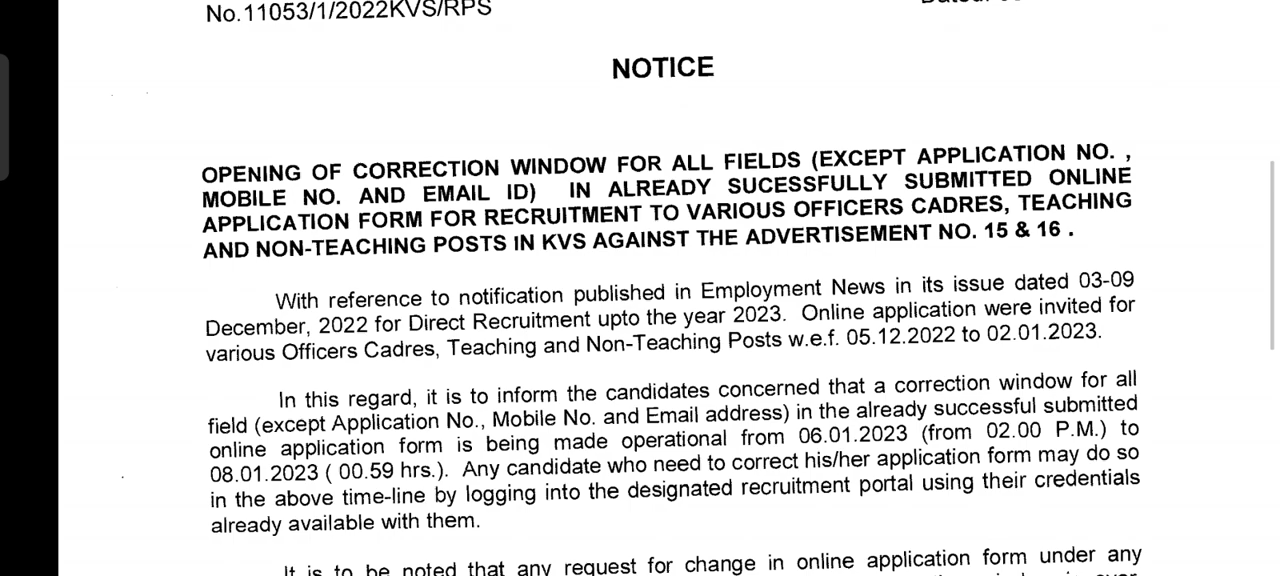 No.11053/1/2022KVS/RPS
NOTICE
OPENING OF CORRECTION WINDOW FOR ALL FIELDS (EXCEPT APPLICATION NO. ,
MOBILE NO. AND EMAIL ID) IN ALREADY SUCESSFULLY SUBMITTED ONLINE
APPLICATION FORM FOR RECRUITMENT TO VARIOUS OFFICERS CADRES, TEACHING
AND NON-TEACHING POSTS IN KVS AGAINST THE ADVERTISEMENT NO. 15 & 16 .
With reference to notification published in Employment News in its issue dated 03-09
December, 2022 for Direct Recruitment upto the year 2023. Online application were invited for
various Officers Cadres, Teaching and Non-Teaching Posts w.e.f. 05.12.2022 to 02.01.2023.
In this regard, it is to inform the candidates concerned that a correction window for all
field (except Application No., Mobile No. and Email address) in the already successful submitted
online application form is being made operational from 06.01.2023 (from 02.00 P.M.) to
08.01.2023 ( 00.59 hrs.). Any candidate who need to correct his/her application form may do so
in the above time-line by logging into the designated recruitment portal using their credentials
already available with them.
It is to be noted that any request for change in online application form under any